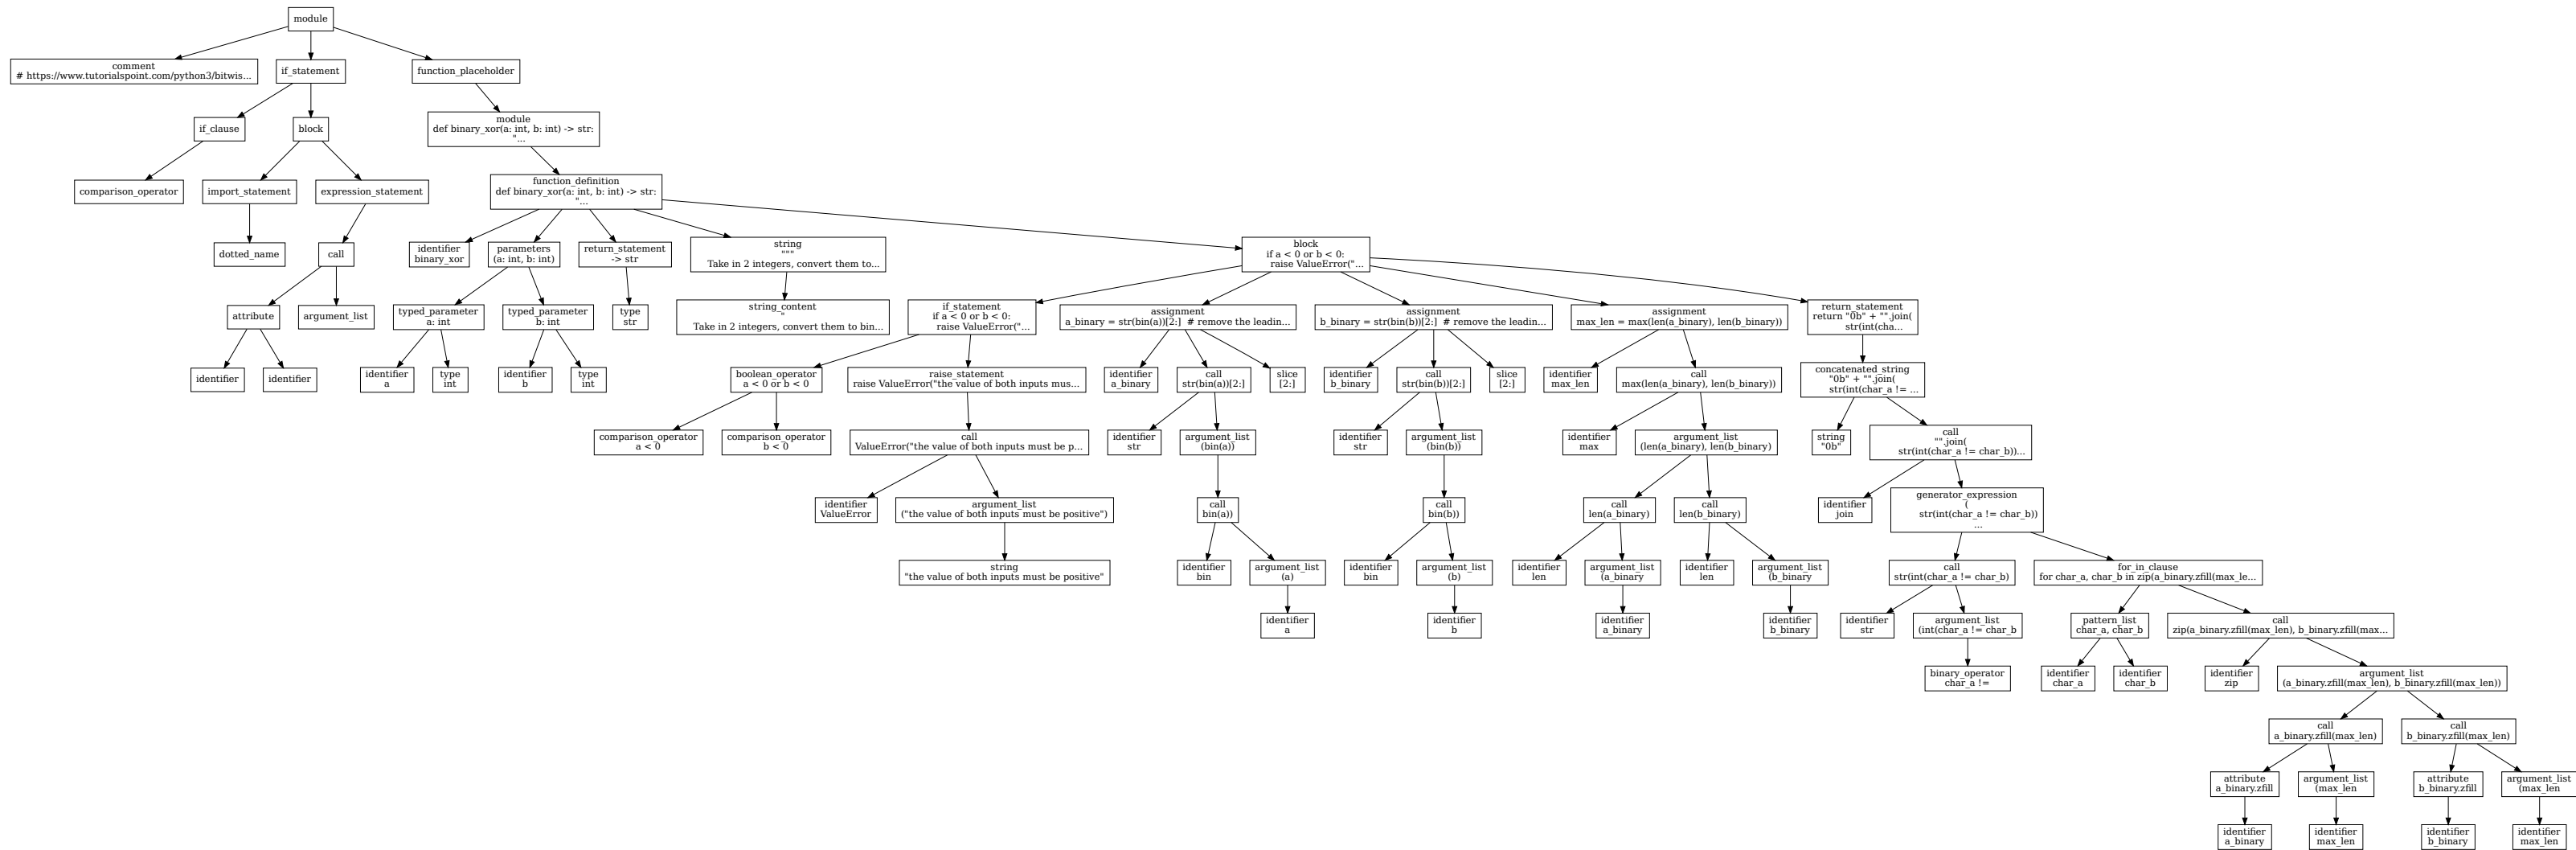 module
comment
# https://www.tutorialspoint.com/python3/bitwis...
if_statement
function_placeholder
if_clause
block
module
def binary_xor(a: int, b: int) -> str:
"...
comparison_operator
import_statement
expression_statement
function_definition
def binary_xor(a: int, b: int) -> str:
"...
dotted_name
call
identifier
binary_xor
parameters
(a: int, b: int)
return_statement
-> str
string
"""
Take in 2 integers, convert them to...
block
if a < 0 or b < 0:
raise ValueError("...
attribute
argument_list
typed_parameter
a: int
typed_parameter
b: int
type
str
string_content
"
Take in 2 integers, convert them to bin...
if_statement
if a < 0 or b < 0:
raise ValueError("...
assignment
a_binary = str(bin(a))[2:]  # remove the leadin...
assignment
b_binary = str(bin(b))[2:]  # remove the leadin...
assignment
max_len = max(len(a_binary), len(b_binary))
return_statement
return "0b" + "".join(
str(int(cha...
identifier
identifier
identifier
a
type
int
identifier
b
type
int
boolean_operator
a < 0 or b < 0
raise_statement
raise ValueError("the value of both inputs mus...
identifier
a_binary
call
str(bin(a))[2:]
slice
[2:]
identifier
b_binary
call
str(bin(b))[2:]
slice
[2:]
identifier
max_len
call
max(len(a_binary), len(b_binary))
concatenated_string
"0b" + "".join(
str(int(char_a != ...
comparison_operator
a < 0
comparison_operator
b < 0
call
ValueError("the value of both inputs must be p...
identifier
str
argument_list
(bin(a))
identifier
str
argument_list
(bin(b))
identifier
max
argument_list
(len(a_binary), len(b_binary)
string
"0b"
call
"".join(
str(int(char_a != char_b))...
identifier
ValueError
argument_list
("the value of both inputs must be positive")
call
bin(a))
call
bin(b))
call
len(a_binary)
call
len(b_binary)
identifier
join
generator_expression
(
str(int(char_a != char_b))
...
string
"the value of both inputs must be positive"
identifier
bin
argument_list
(a)
identifier
bin
argument_list
(b)
identifier
len
argument_list
(a_binary
identifier
len
argument_list
(b_binary
call
str(int(char_a != char_b)
for_in_clause
for char_a, char_b in zip(a_binary.zfill(max_le...
identifier
a
identifier
b
identifier
a_binary
identifier
b_binary
identifier
str
argument_list
(int(char_a != char_b
pattern_list
char_a, char_b
call
zip(a_binary.zfill(max_len), b_binary.zfill(max...
binary_operator
char_a !=
identifier
char_a
identifier
char_b
identifier
zip
argument_list
(a_binary.zfill(max_len), b_binary.zfill(max_len))
call
a_binary.zfill(max_len)
call
b_binary.zfill(max_len)
attribute
a_binary.zfill
argument_list
(max_len
attribute
b_binary.zfill
argument_list
(max_len
identifier
a_binary
identifier
max_len
identifier
b_binary
identifier
max_len